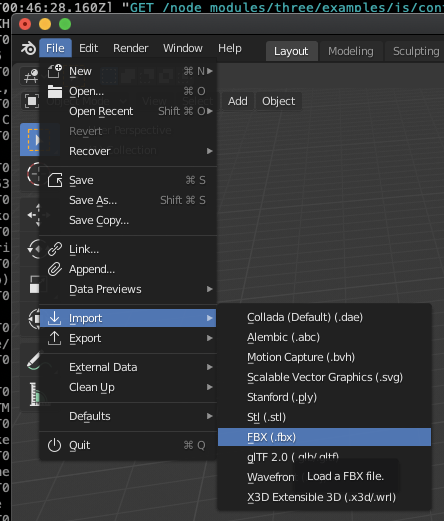 T00:46:28.160Z] "GET /node_modules/three/examples/js/con
File Edit Render Window Help Layout Modeling Sculpting
New ⌘ N
Open... ⌘ O
Open Recent Shift ⌘ O
Revert
Recover
Save ⌘ S
Save As... Shift ⌘ S
Save Copy...
Link...
Append...
Data Previews
Import
Export
External Data
Clean Up
Defaults
Quit ⌘ Q
Add Object
Collada (Default) (.dae)
Alembic (.abc)
Motion Capture (.bvh)
Scalable Vector Graphics (.svg)
Stanford (.ply)
Stl (.stl)
FBX (.fbx)
glTF 2.0 (.glb/.gltf)
Wavefron
Load a FBX file.
X3D Extensible 3D (.x3d/.wrl)